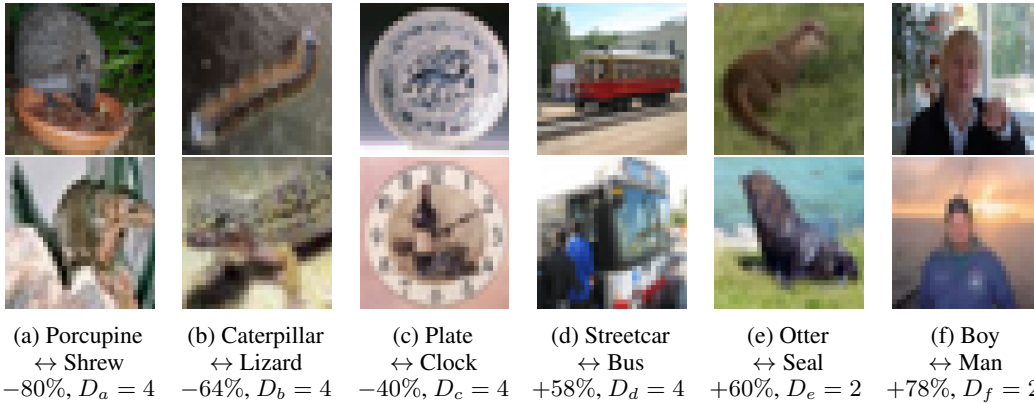 (a) Porcupine
↔ Shrew
−80%, D_a = 4
(b) Caterpillar
↔ Lizard
−64%, D_b = 4
(c) Plate
↔ Clock
−40%, D_c = 4
(d) Streetcar
↔ Bus
+58%, D_d = 4
(e) Otter
↔ Seal
+60%, D_e = 2
(f) Boy
↔ Man
+78%, D_f = 2